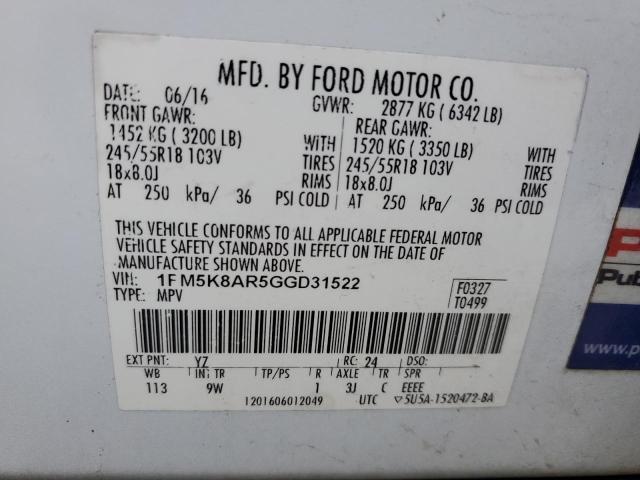 MFD. BY FORD MOTOR CO.
DATE: 06/16 GVWR: 2877 KG ( 6342 LB)
FRONT GAWR: REAR GAWR:
1452 KG ( 3200 LB) WITH 1520 KG ( 3350 LB) WITH
245/55R18 103V TIRES 245/55R18 103V TIRES
18x8.0J RIMS 18x8.0J RIMS
AT 250 kPa/ 36 PSI COLD AT 250 kPa/ 36 PSI COLD
THIS VEHICLE CONFORMS TO ALL APPLICABLE FEDERAL MOTOR
VEHICLE SAFETY STANDARDS IN EFFECT ON THE DATE OF
MANUFACTURE SHOWN ABOVE.
VIN: 1FM5K8AR5GGD31522 F0327
TYPE: MPV T0499
EXT PNT: YZ RC: 24 DSO:
WB INT TR TP/PS R AXLE TR SPR
113 9W 1 3J C EEEE
1201606012049 UTC ▽5U5A-1520472-BA